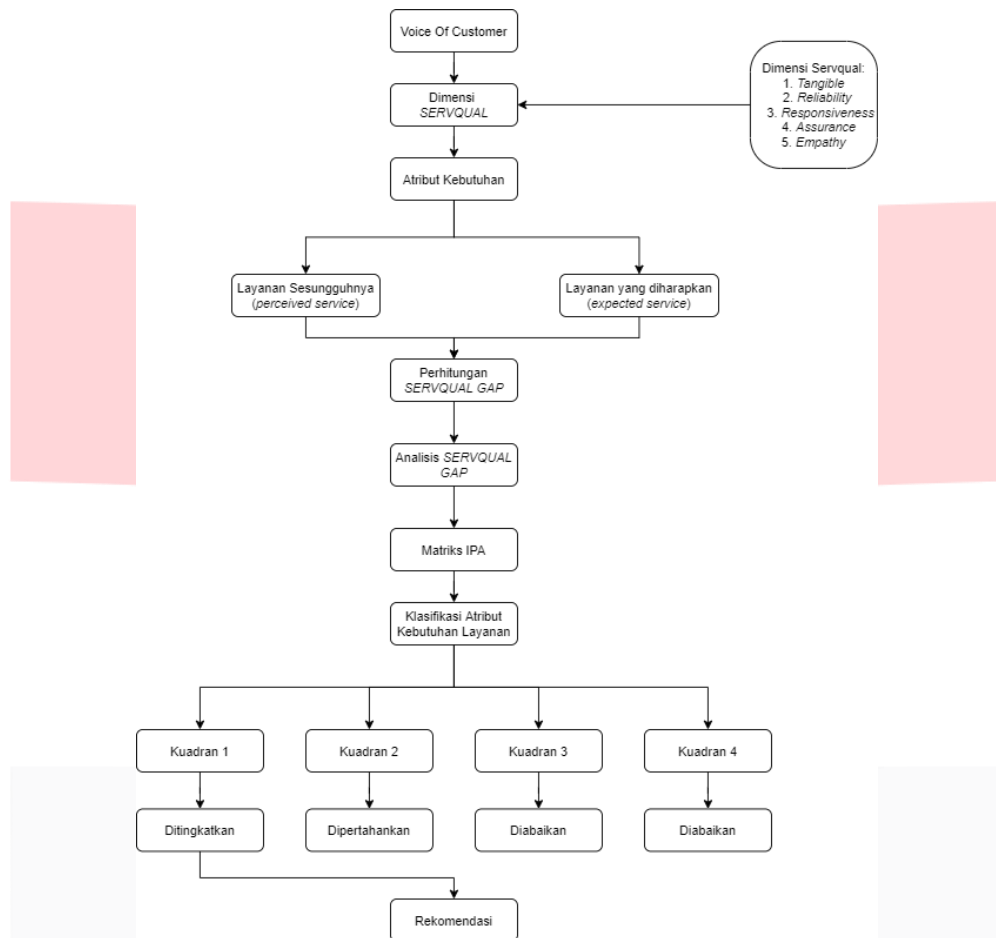 Voice Of Customer
Dimensi Servqual:
1. Tangible
2. Reliability
3. Responsiveness
4. Assurance
5. Empathy
Dimensi
SERVQUAL
Atribut Kebutuhan
Layanan Sesungguhnya
(perceived service)
Layanan yang diharapkan
(expected service)
Perhitungan
SERVQUAL GAP
Analisis SERVQUAL
GAP
Matriks IPA
Klasifikasi Atribut
Kebutuhan Layanan
Kuadran 1
Kuadran 2
Kuadran 3
Kuadran 4
Ditingkatkan
Dipertahankan
Diabaikan
Diabaikan
Rekomendasi